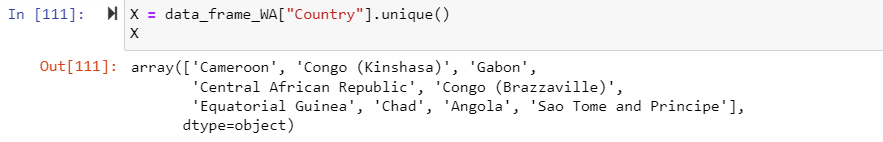 In [111]: X = data_frame_WA["Country"].unique()
X
Out[111]: array(['Cameroon', 'Congo (Kinshasa)', 'Gabon',
'Central African Republic', 'Congo (Brazzaville)',
'Equatorial Guinea', 'Chad', 'Angola', 'Sao Tome and Principe'],
dtype=object)